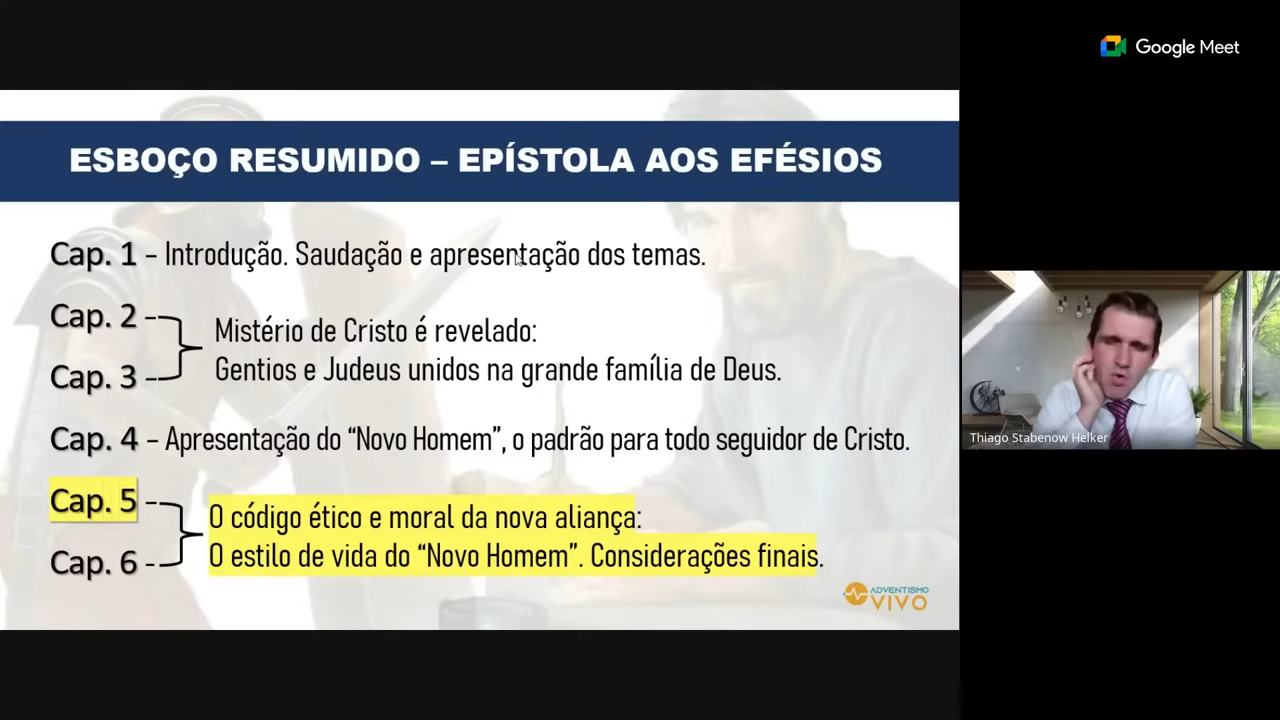 ESBOÇO RESUMIDO – EPÍSTOLA AOS EFÉSIOS
Cap. 1 – Introdução. Saudação e apresentação dos temas.
Cap. 2 –
Mistério de Cristo é revelado:
Cap. 3 –
Gentios e Judeus unidos na grande família de Deus.
Cap. 4 – Apresentação do “Novo Homem”, o padrão para todo seguidor de Cristo.
Cap. 5 –
O código ético e moral da nova aliança:
Cap. 6 -
O estilo de vida do “Novo Homem”. Considerações finais.
ADVENTISMO
VIVO
Google Meet
Thiago Stabenow Helker